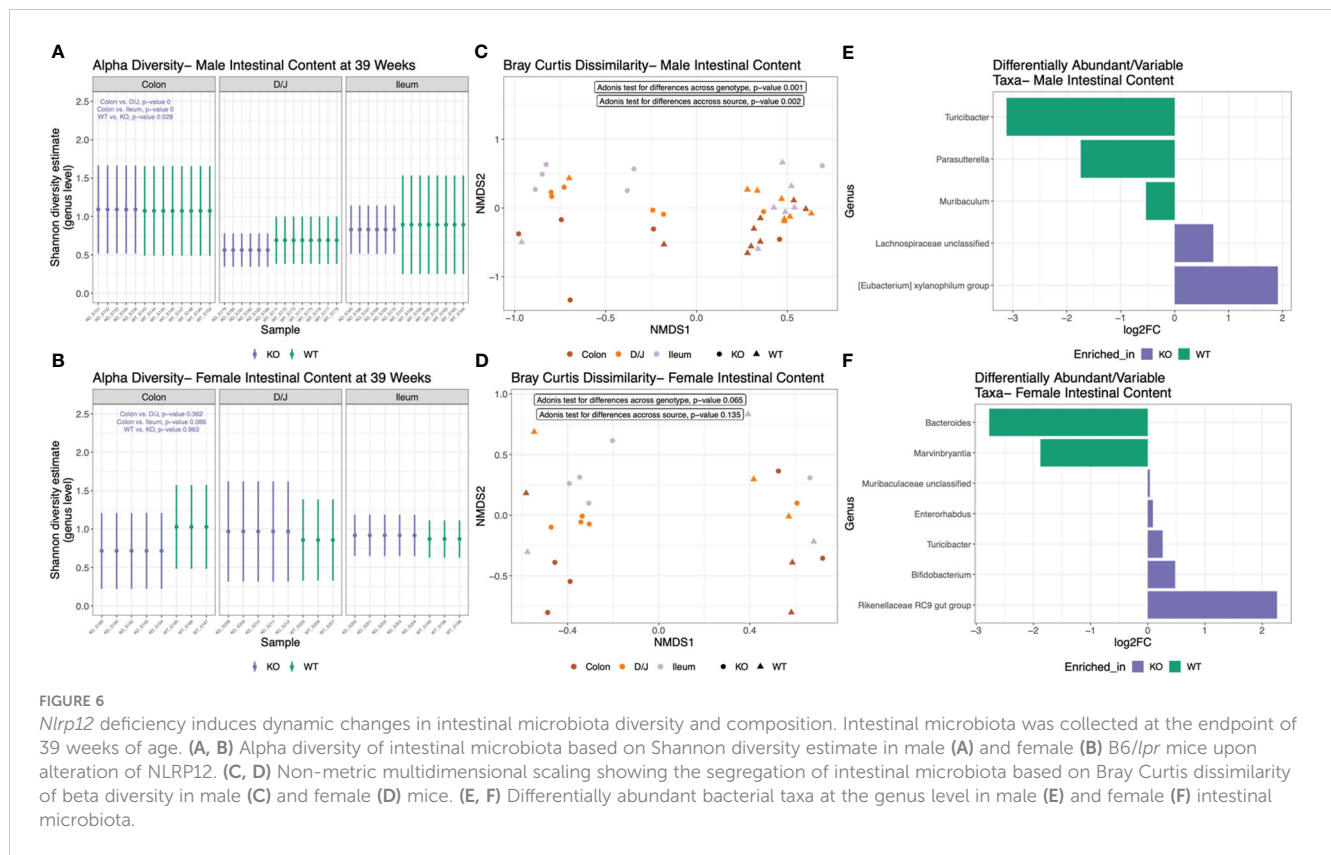 A
Alpha Diversity– Male Intestinal Content at 39 Weeks
Colon
D/J
Ileum
Colon vs. D/J, p–value 0
Colon vs. Ileum, p–value 0
WT vs. KO, p–value 0.028
2.5
2.0
1.5
1.0
0.5
0.0
Shannon diversity estimate
(genus level)
Sample
KO
WT
C
Bray Curtis Dissimilarity– Male Intestinal Content
Adonis test for differences across genotype, p–value 0.001
Adonis test for differences accross source, p–value 0.002
1
0
−1
NMDS2
−1.0
−0.5
0.0
0.5
NMDS1
Colon
D/J
Ileum
KO
WT
E
Differentially Abundant/Variable
Taxa– Male Intestinal Content
Turicibacter
Parasutterella
Muribaculum
Lachnospiraceae unclassified
[Eubacterium] xylanophilum group
Genus
−3
−2
−1
0
1
2
log2FC
Enriched_in
KO
WT
B
Alpha Diversity– Female Intestinal Content at 39 Weeks
Colon
D/J
Ileum
Colon vs. D/J, p–value 0.362
Colon vs. Ileum, p–value 0.086
WT vs. KO, p–value 0.963
2.5
2.0
1.5
1.0
0.5
0.0
Shannon diversity estimate
(genus level)
Sample
KO
WT
D
Bray Curtis Dissimilarity– Female Intestinal Content
Adonis test for differences across genotype, p–value 0.065
Adonis test for differences accross source, p–value 0.135
1.0
0.5
0.0
−0.5
NMDS2
−0.4
0.0
0.4
NMDS1
Colon
D/J
Ileum
KO
WT
F
Differentially Abundant/Variable
Taxa– Female Intestinal Content
Bacteroides
Marvinbryantia
Muribaculaceae unclassified
Enterorhabdus
Turicibacter
Bifidobacterium
Rikenellaceae RC9 gut group
Genus
−3
−2
−1
0
1
2
log2FC
Enriched_in
KO
WT
FIGURE 6
Nlrp12 deficiency induces dynamic changes in intestinal microbiota diversity and composition. Intestinal microbiota was collected at the endpoint of
39 weeks of age. (A, B) Alpha diversity of intestinal microbiota based on Shannon diversity estimate in male (A) and female (B) B6/lpr mice upon
alteration of NLRP12. (C, D) Non-metric multidimensional scaling showing the segregation of intestinal microbiota based on Bray Curtis dissimilarity
of beta diversity in male (C) and female (D) mice. (E, F) Differentially abundant bacterial taxa at the genus level in male (E) and female (F) intestinal
microbiota.